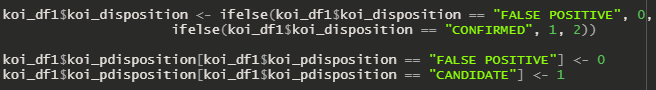 koi_df1$koi_disposition <- ifelse(koi_df1$koi_disposition == "FALSE POSITIVE", 0,
ifelse(koi_df1$koi_disposition == "CONFIRMED", 1, 2))
koi_df1$koi_pdisposition[koi_df1$koi_pdisposition == "FALSE POSITIVE"] <- 0
koi_df1$koi_pdisposition[koi_df1$koi_pdisposition == "CANDIDATE"] <- 1